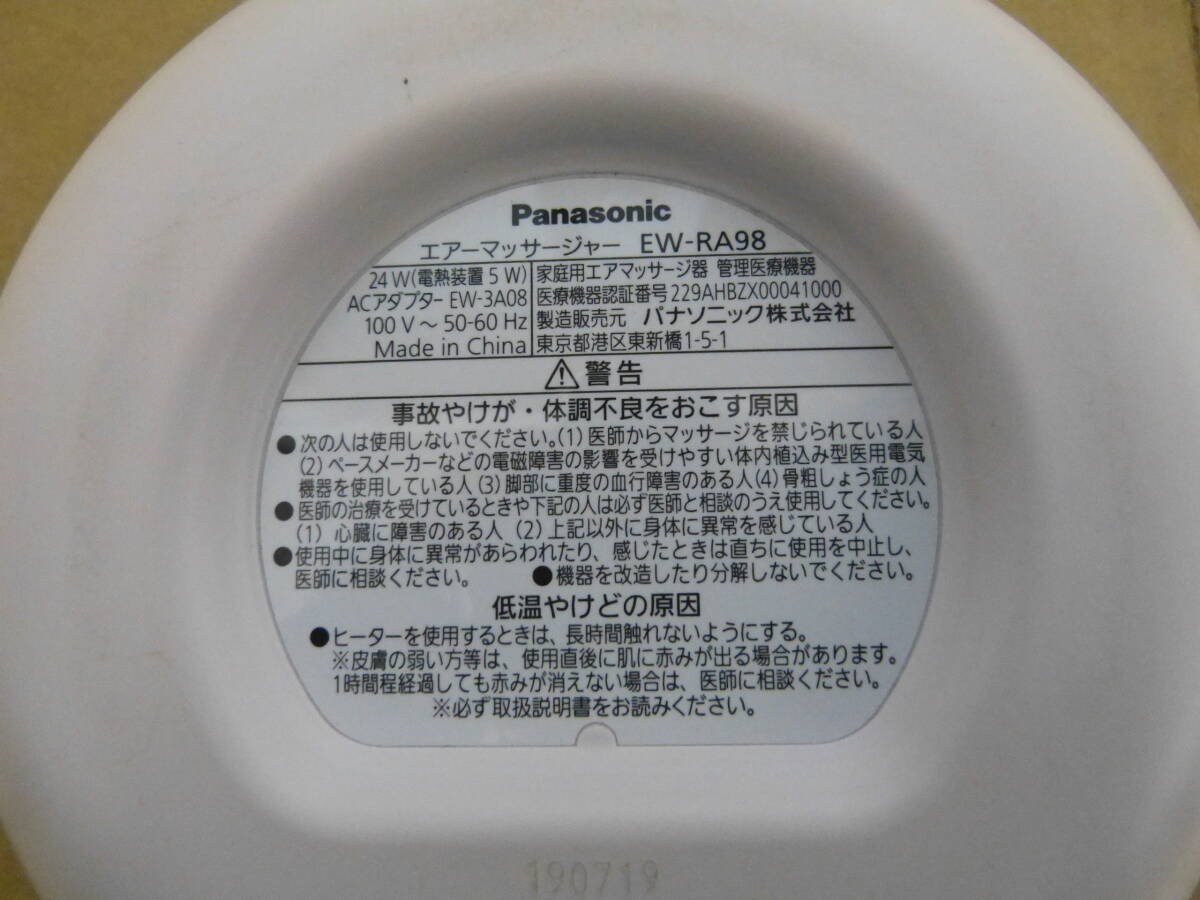 Panasonic
エアーマッサージャー EW-RA98
24 W(電熱装置 5 W)
ACアダプター EW-3A08
100 V ～ 50-60 Hz
Made in China
家庭用エアマッサージ器 管理医療機器
医療機器認証番号 229AHBZX00041000
製造販売元 パナソニック株式会社
東京都港区東新橋1-5-1
⚠警告
事故やけが・体調不良をおこす原因
●次の人は使用しないでください。(1) 医師からマッサージを禁じられている人
(2) ペースメーカーなどの電磁障害の影響を受けやすい体内植込み型医用電気
機器を使用している人 (3) 脚部に重度の血行障害のある人 (4) 骨粗しょう症の人
●医師の治療を受けているときや下記の人は必ず医師と相談のうえ使用してください。
(1) 心臓に障害のある人 (2) 上記以外に身体に異常を感じている人
●使用中に身体に異常があらわれたり、感じたときは直ちに使用を中止し、
医師に相談ください。 ●機器を改造したり分解しないでください。
低温やけどの原因
●ヒーターを使用するときは、長時間触れないようにする。
※皮膚の弱い方等は、使用直後に肌に赤みが出る場合があります。
1時間程経過しても赤みが消えない場合は、医師に相談ください。
※必ず取扱説明書をお読みください。
190719